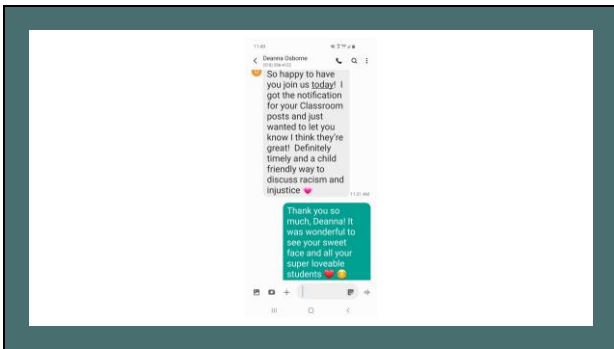 11:43
Deanna Osborne
So happy to have
you join us today! I
got the notification
for your Classroom
posts and just
wanted to let you
know I think they're
great! Definitely
timely and a child
friendly way to
discuss racism and
injustice 💗
11:21 AM
Thank you so
much, Deanna! It
was wonderful to
see your sweet
face and all your
super loveable
students ❤️ 😊